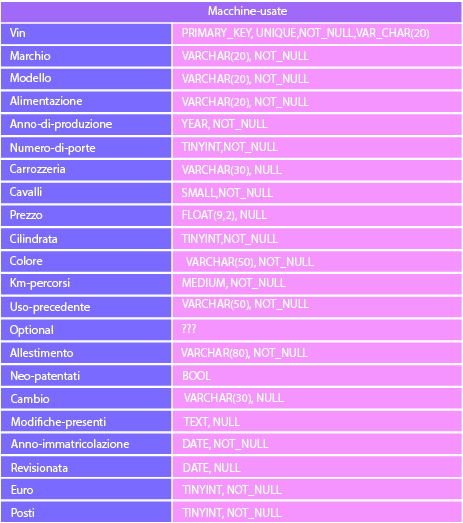 Macchine-usate
Vin PRIMARY_KEY, UNIQUE,NOT_NULL,VAR_CHAR(20)
Marchio VARCHAR(20), NOT_NULL
Modello VARCHAR(20), NOT_NULL
Alimentazione VARCHAR(20), NOT_NULL
Anno-di-produzione YEAR, NOT_NULL
Numero-di-porte TINYINT,NOT_NULL
Carrozzeria VARCHAR(30), NULL
Cavalli SMALL,NOT_NULL
Prezzo FLOAT(9,2), NULL
Cilindrata TINYINT,NOT_NULL
Colore VARCHAR(50), NOT_NULL
Km-percorsi MEDIUM, NOT_NULL
Uso-precedente VARCHAR(50), NOT_NULL
Optional ???
Allestimento VARCHAR(80), NOT_NULL
Neo-patentati BOOL
Cambio VARCHAR(30), NULL
Modifiche-presenti TEXT, NULL
Anno-immatricolazione DATE, NOT_NULL
Revisionata DATE, NULL
Euro TINYINT, NOT_NULL
Posti TINYINT, NOT_NULL